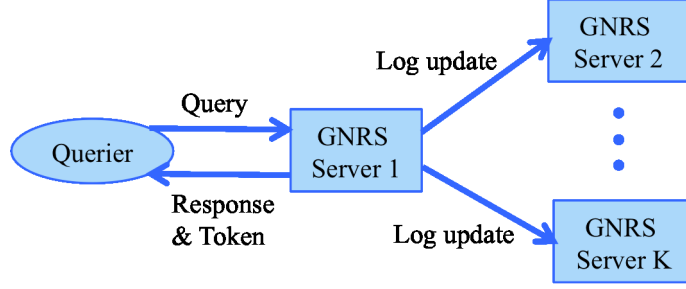 GNRS
Server 2
Log update
Query
GNRS
Server 1
Querier
Response
& Token
Log update
GNRS
Server K